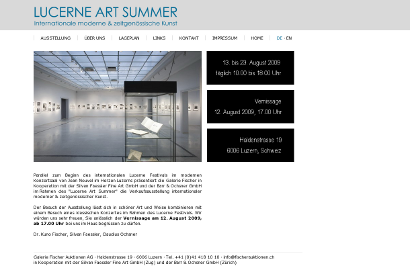 LUCERNE ART SUMMER
Internationale moderne & zeitgenössische Kunst
AUSSTELLUNG ÜBER UNS LAGEPLAN LINKS KONTAKT IMPRESSUM HOME DE - EN
13. bis 23. August 2009
täglich 10.00 bis 18.00 Uhr
Vernissage
12. August 2009, 17.00 Uhr
Haldenstrasse 19
6006 Luzern, Schweiz
Parallel zum Beginn des internationalen Lucerne Festivals im modernen
Konzerthaus von Jean Nouvel im Herzen Luzerns präsentiert die Galerie Fischer in
Kooperation mit der Silvan Faessler Fine Art GmbH und der Bart & Ochsner GmbH
im Rahmen des "Lucerne Art Summer" die Verkaufsausstellung internationaler
moderner & zeitgenössischer Kunst.
Der Besuch der Ausstellung lässt sich in schöner Art und Weise kombinieren mit
einem Besuch eines klassischen Konzertes im Rahmen des Lucerne Festivals. Wir
würden uns sehr freuen, Sie anlässlich der Vernissage am 12. August 2009,
ab 17.00 Uhr bei uns im Haus begrüssen zu dürfen.
Dr. Kuno Fischer, Silvan Faessler, Claudius Ochsner
Galerie Fischer Auktionen AG - Haldenstrasse 19 - 6006 Luzern - Tel. +41 (0)41 418 10 10 - info@fischerauktionen.ch
in Kooperation mit der Silvan Faessler Fine Art GmbH (Zug) und der Bart & Ochsner GmbH (Zürich)